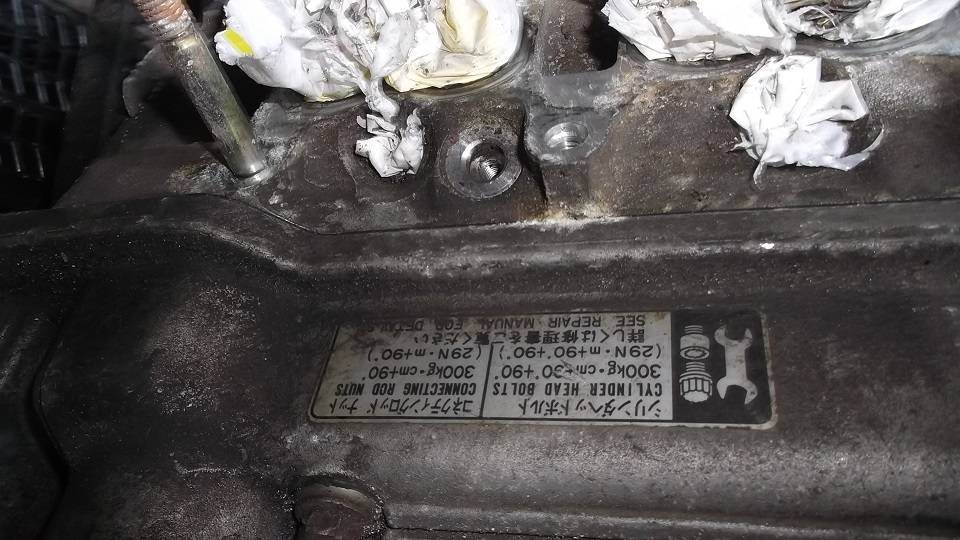 シリンダヘッドボルト
CYLINDER HEAD BOLTS
300kg・cm+90°+90°
(29N・m+90°+90°)
コネクティングロッド ナット
CONNECTING ROD NUTS
300kg・cm+90°
(29N・m+90°)
詳しくは修理書をご覧ください
SEE REPAIR MANUAL FOR DETAILS